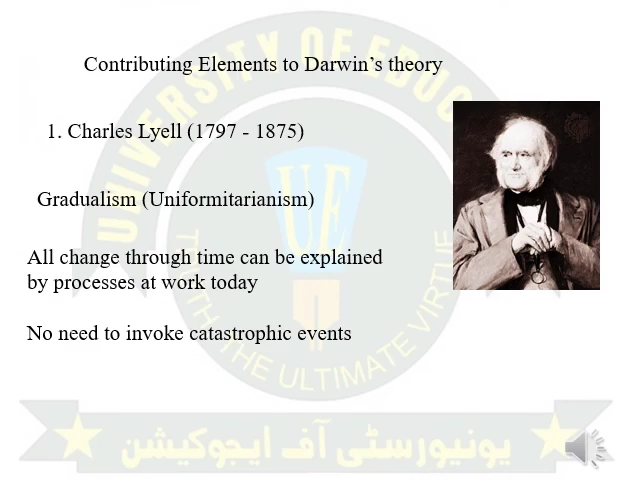 UNIVERSITY OF EDUCATION
Contributing Elements to Darwin’s theory
1. Charles Lyell (1797 - 1875)
Gradualism (Uniformitarianism)
UE
All change through time can be explained
by processes at work today
No need to invoke catastrophic events
TRUTH THE ULTIMATE VIRTUE
یونیورسٹی آف ایجوکیشن